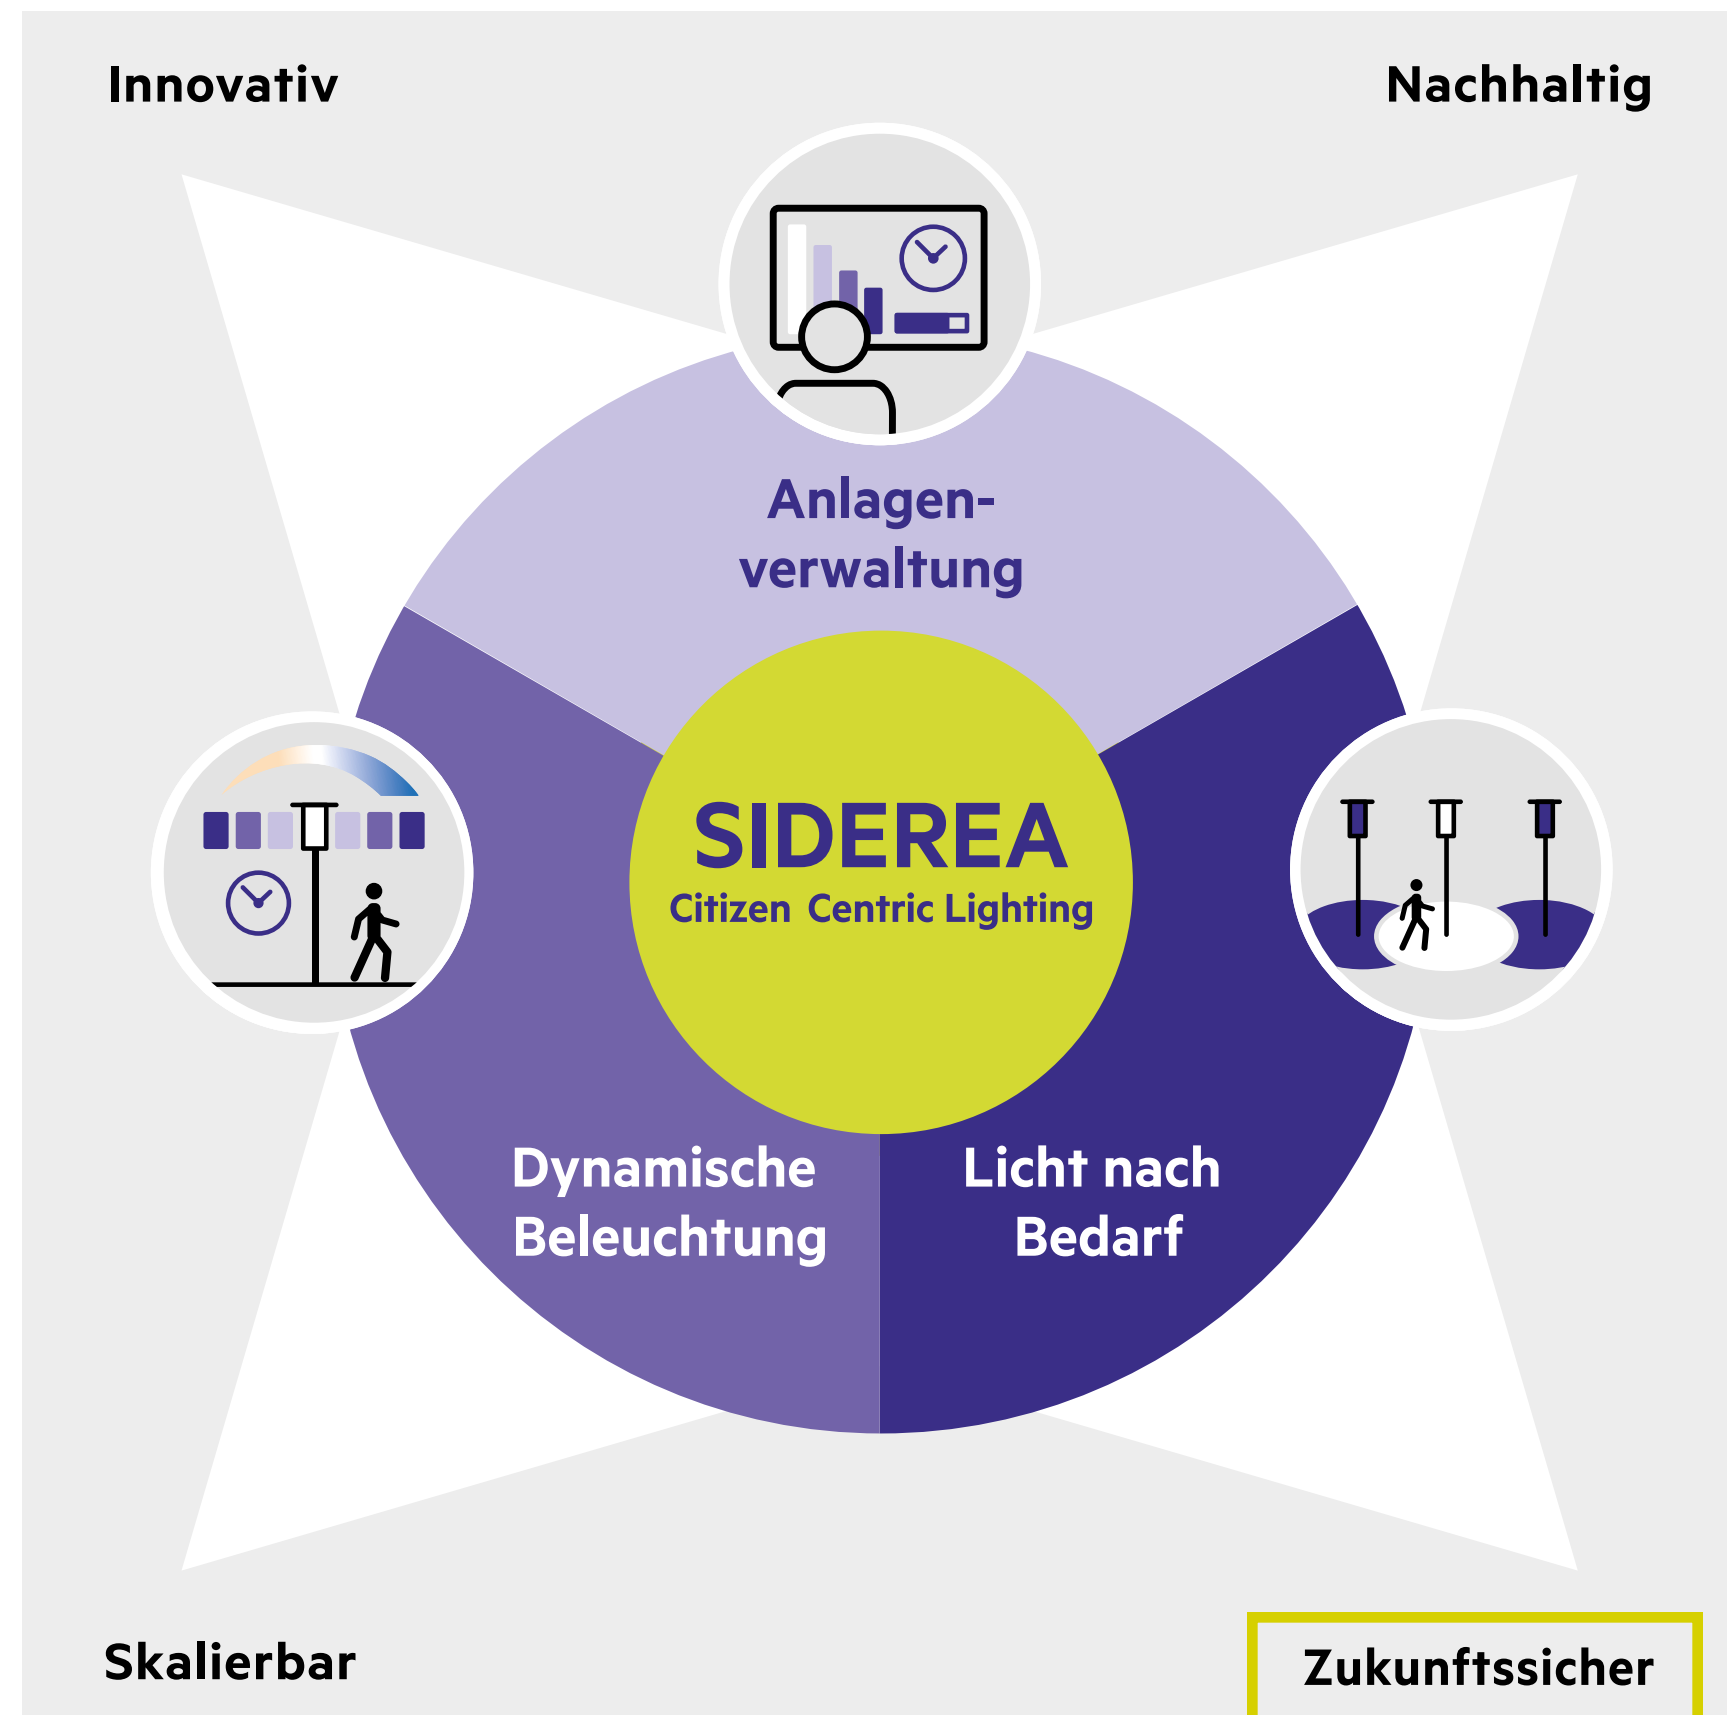 Innovativ
Nachhaltig
Anlagen-
verwaltung
SIDEREA
Citizen Centric Lighting
Dynamische
Beleuchtung
Licht nach
Bedarf
Skalierbar
Zukunftssicher